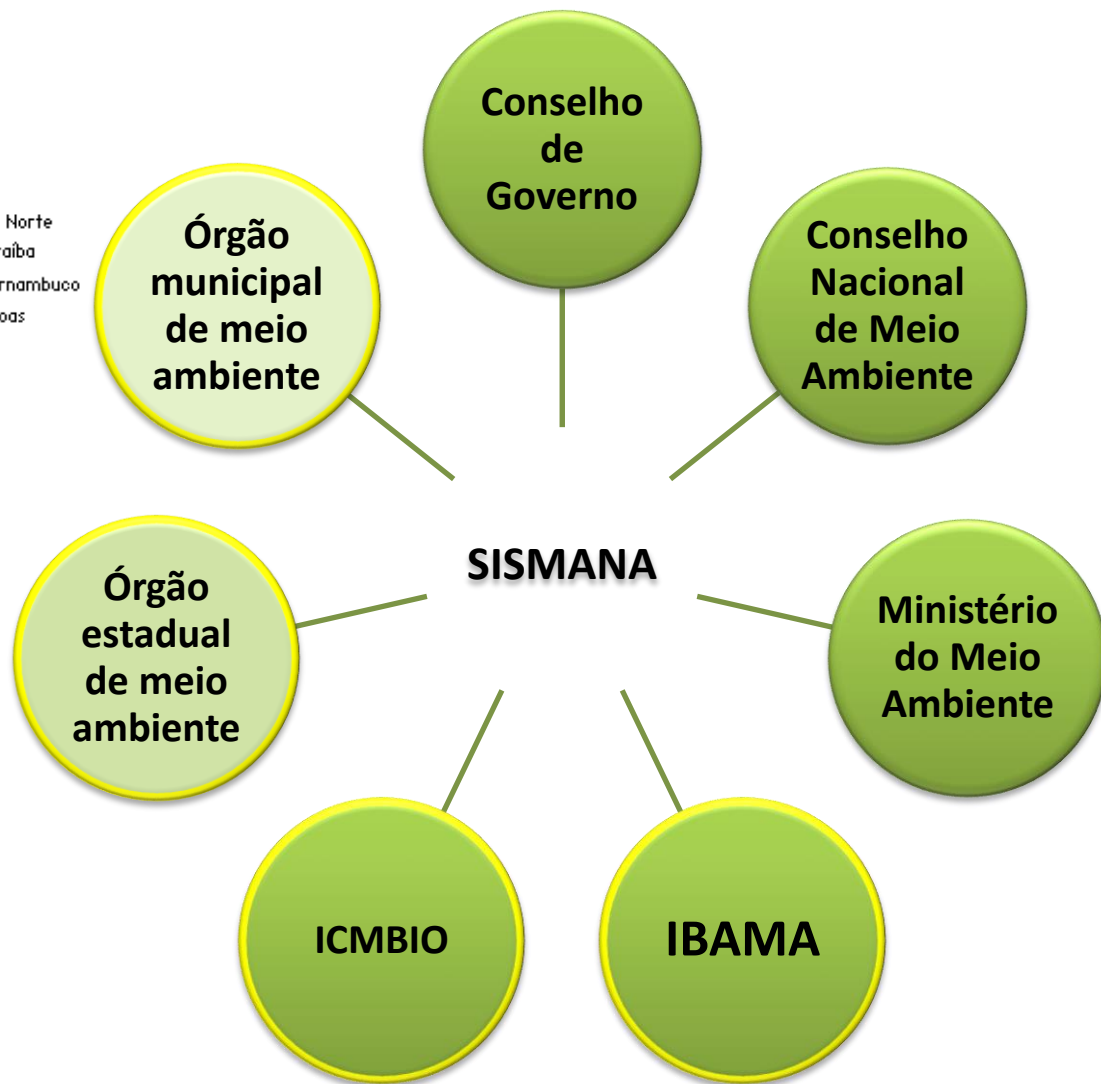 Conselho
de
Governo
Conselho
Nacional
de Meio
Ambiente
Ministério
do Meio
Ambiente
IBAMA
ICMBIO
Órgão
estadual
de meio
ambiente
Órgão
municipal
de meio
ambiente
SISMANA
Norte